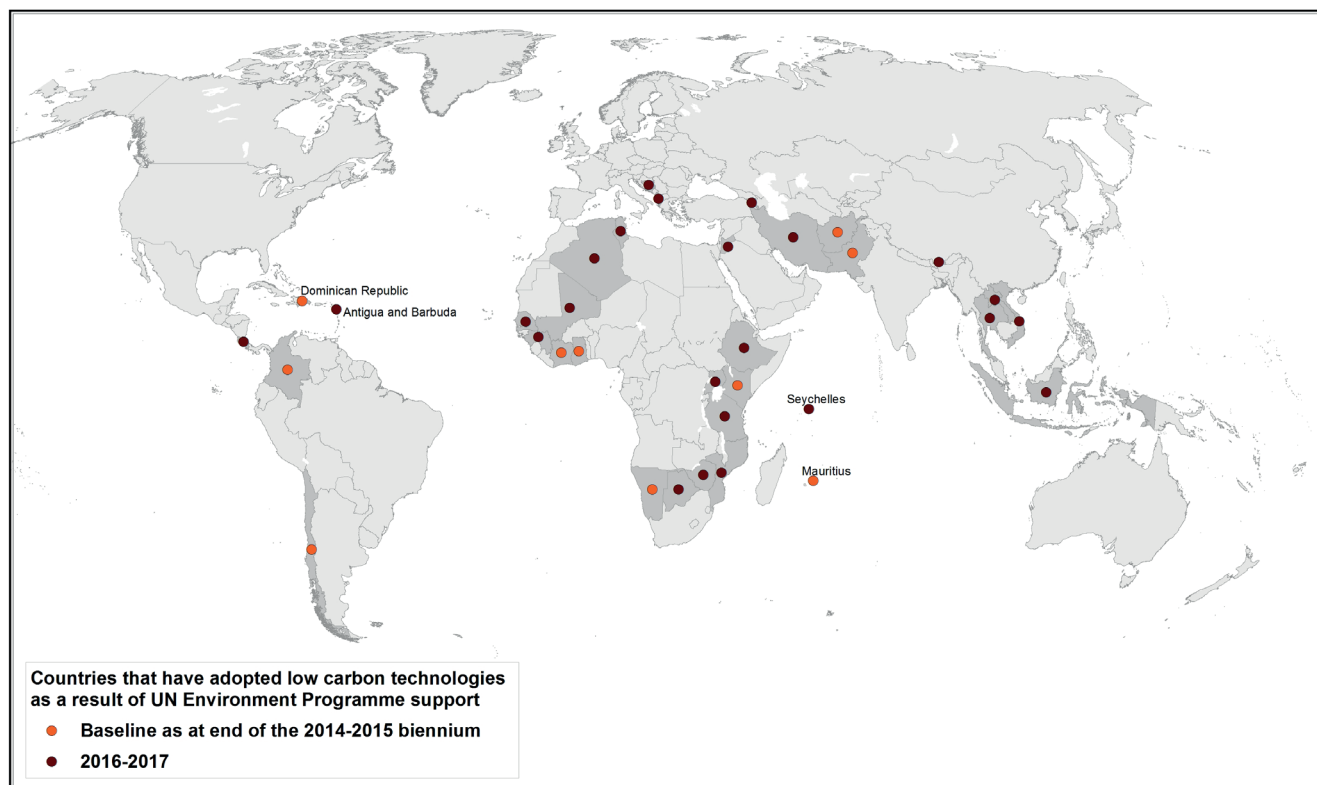 Dominican Republic
Antigua and Barbuda
Seychelles
Mauritius
Countries that have adopted low carbon technologies
as a result of UN Environment Programme support
Baseline as at end of the 2014-2015 biennium
2016-2017